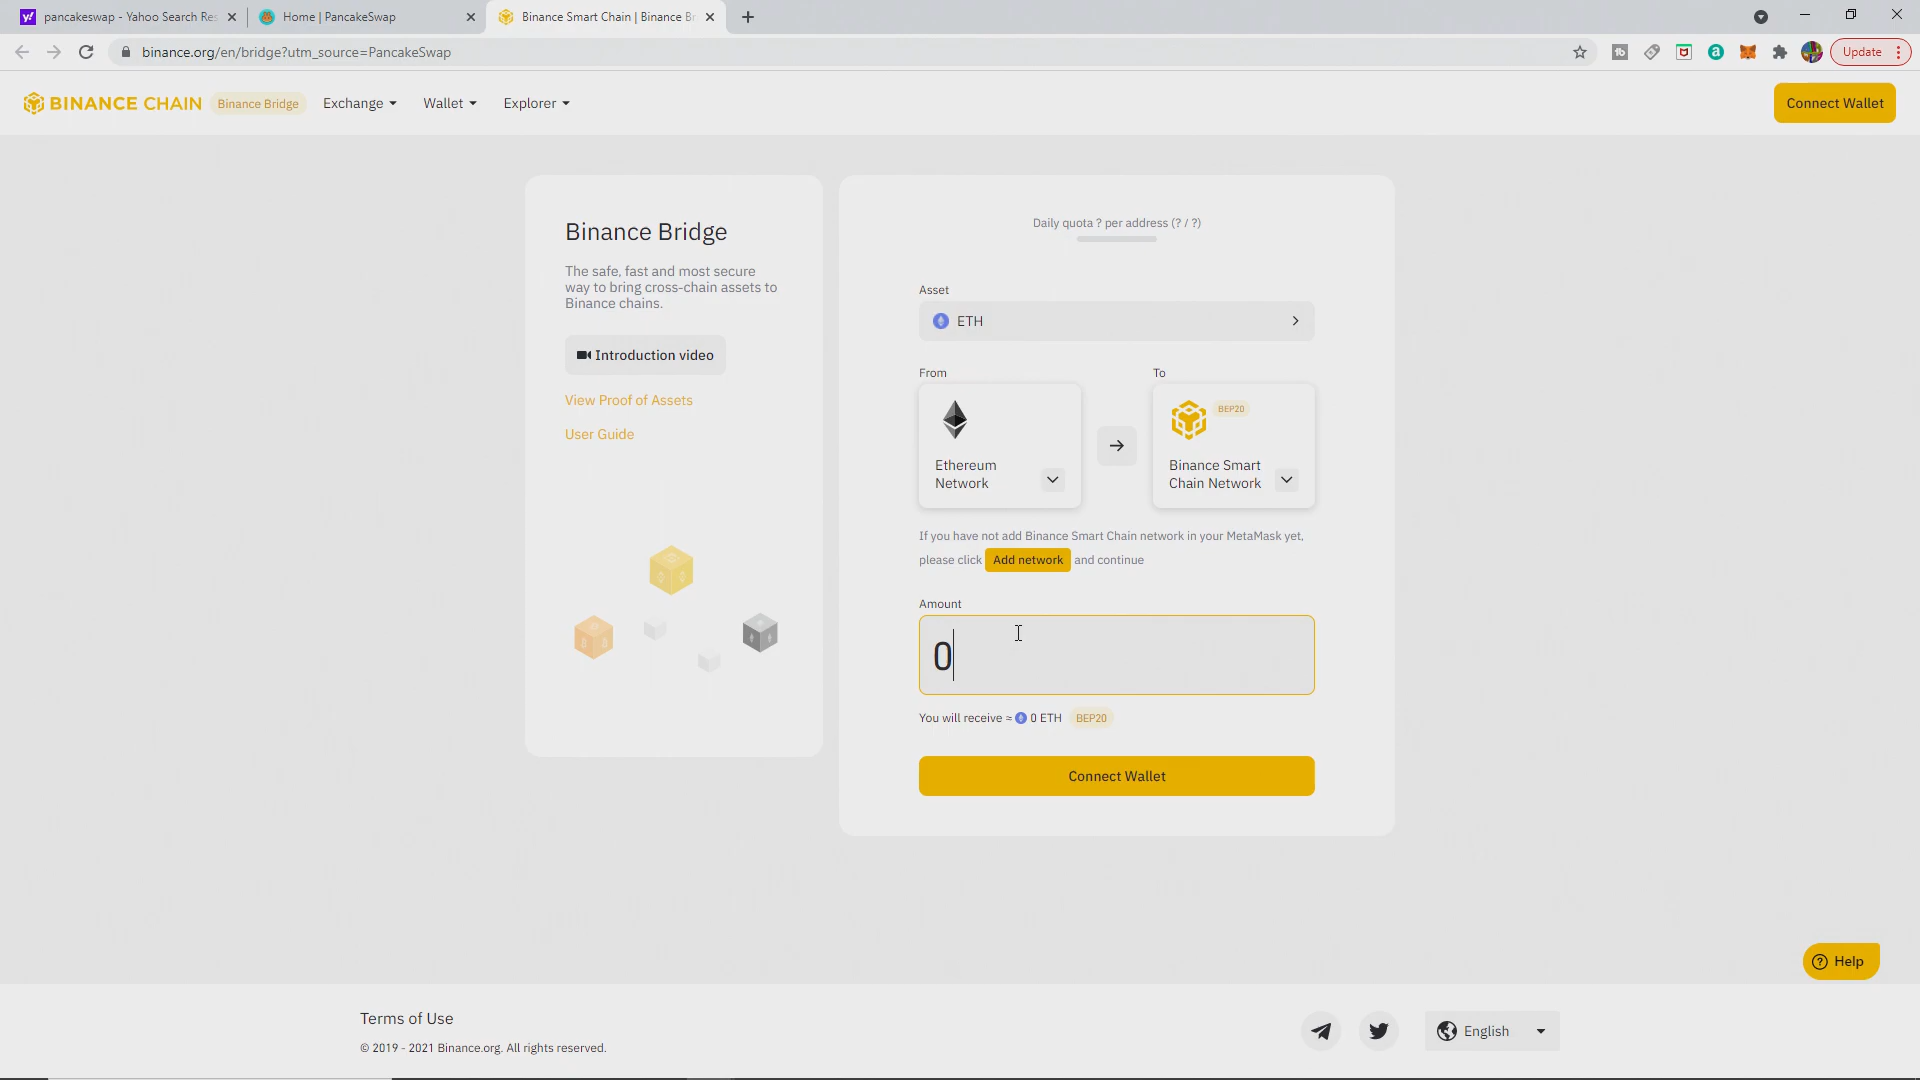 pancakeswap - Yahoo Search Res
Home | PancakeSwap
Binance Smart Chain | Binance Br
binance.org/en/bridge?utm_source=PancakeSwap
Update
BINANCE CHAIN
Binance Bridge
Exchange
Wallet
Explorer
Connect Wallet
Binance Bridge
The safe, fast and most secure
way to bring cross-chain assets to
Binance chains.
Introduction video
View Proof of Assets
User Guide
Daily quota ? per address (? / ?)
Asset
ETH
From
To
BEP20
Ethereum
Network
Binance Smart
Chain Network
If you have not add Binance Smart Chain network in your MetaMask yet,
please click Add network and continue
Amount
0
You will receive ≈ 0 ETH BEP20
Connect Wallet
Help
Terms of Use
© 2019 - 2021 Binance.org. All rights reserved.
English